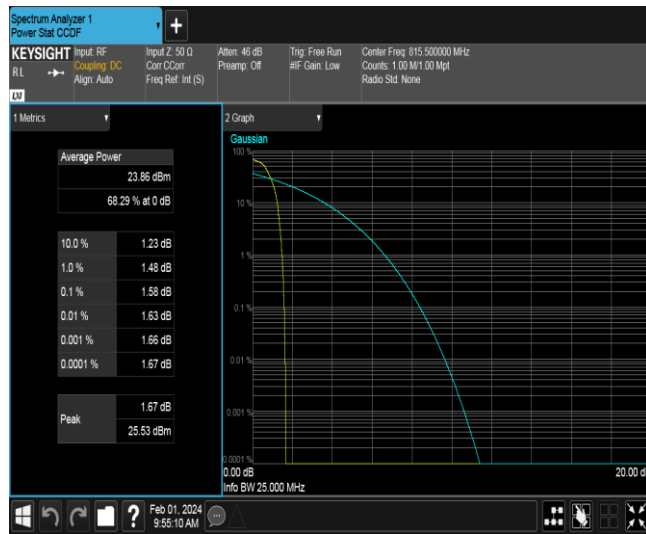 Spectrum Analyzer 1
Power Stat CCDF
+
KEYSIGHT
RL
LXI
Input: RF
Coupling: DC
Align: Auto
Input Z: 50 Ω
Corr CCorr
Freq Ref: Int (S)
Atten: 46 dB
Preamp: Off
Trig: Free Run
#IF Gain: Low
Center Freq: 815.500000 MHz
Counts: 1.00 M/1.00 Mpt
Radio Std: None
1 Metrics
Average Power
23.86 dBm
68.29 % at 0 dB
10.0 % 1.23 dB
1.0 % 1.48 dB
0.1 % 1.58 dB
0.01 % 1.63 dB
0.001 % 1.66 dB
0.0001 % 1.67 dB
Peak
1.67 dB
25.53 dBm
2 Graph
Gaussian
100 %
10 %
1 %
0.1 %
0.01 %
0.001 %
0.0001 %
0.00 dB 20.00 d
Info BW 25.000 MHz
?
Feb 01, 2024
9:55:10 AM